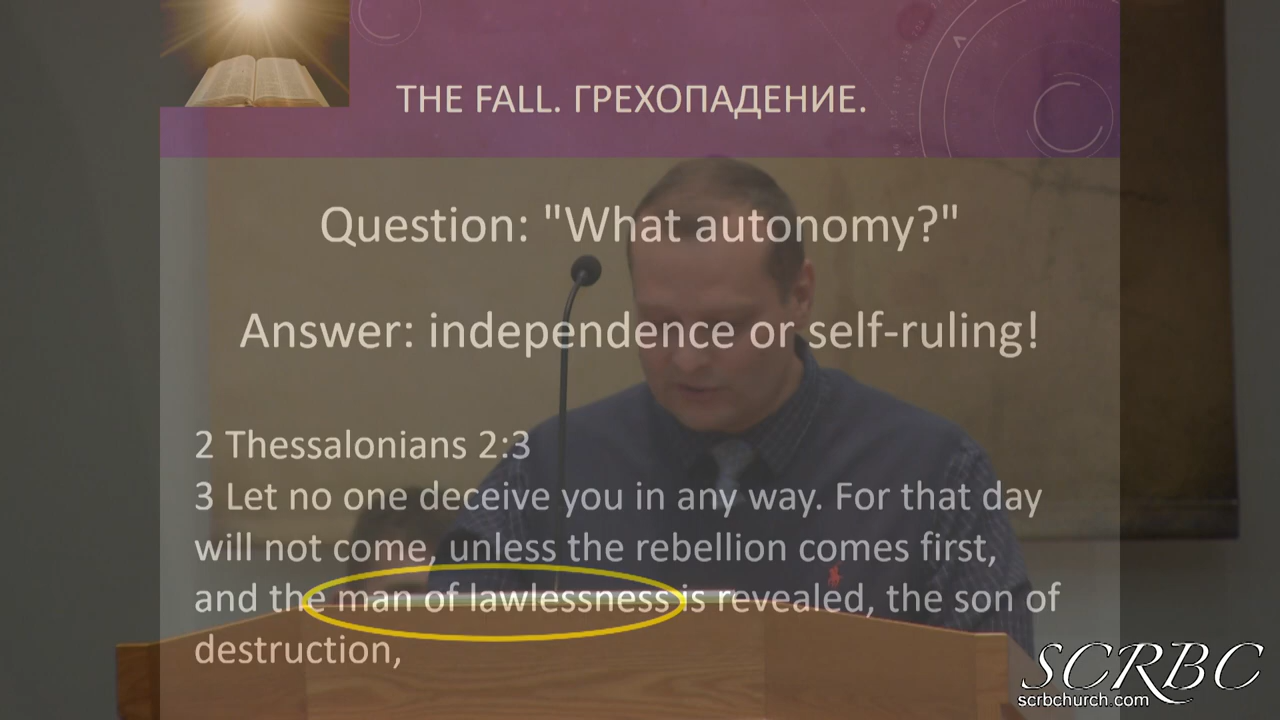 THE FALL. ГРЕХОПАДЕНИЕ.
Question: "What autonomy?"
Answer: independence or self-ruling!
2 Thessalonians 2:3
3 Let no one deceive you in any way. For that day
will not come, unless the rebellion comes first,
and the man of lawlessness is revealed, the son of
destruction,
SCRBC
scrbchurch.com